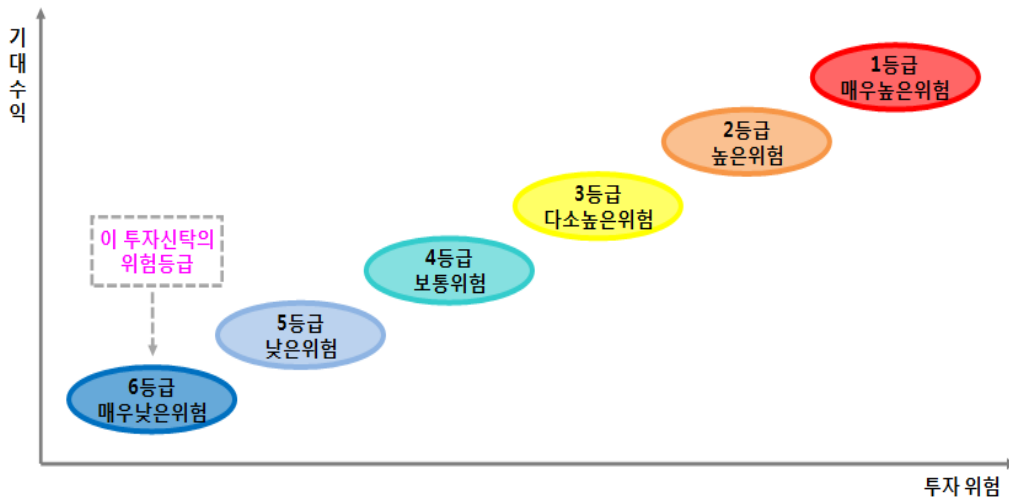 기대수익
1등급
매우높은위험
2등급
높은위험
3등급
다소높은위험
이 투자신탁의
위험등급
4등급
보통위험
5등급
낮은위험
6등급
매우낮은위험
투자 위험